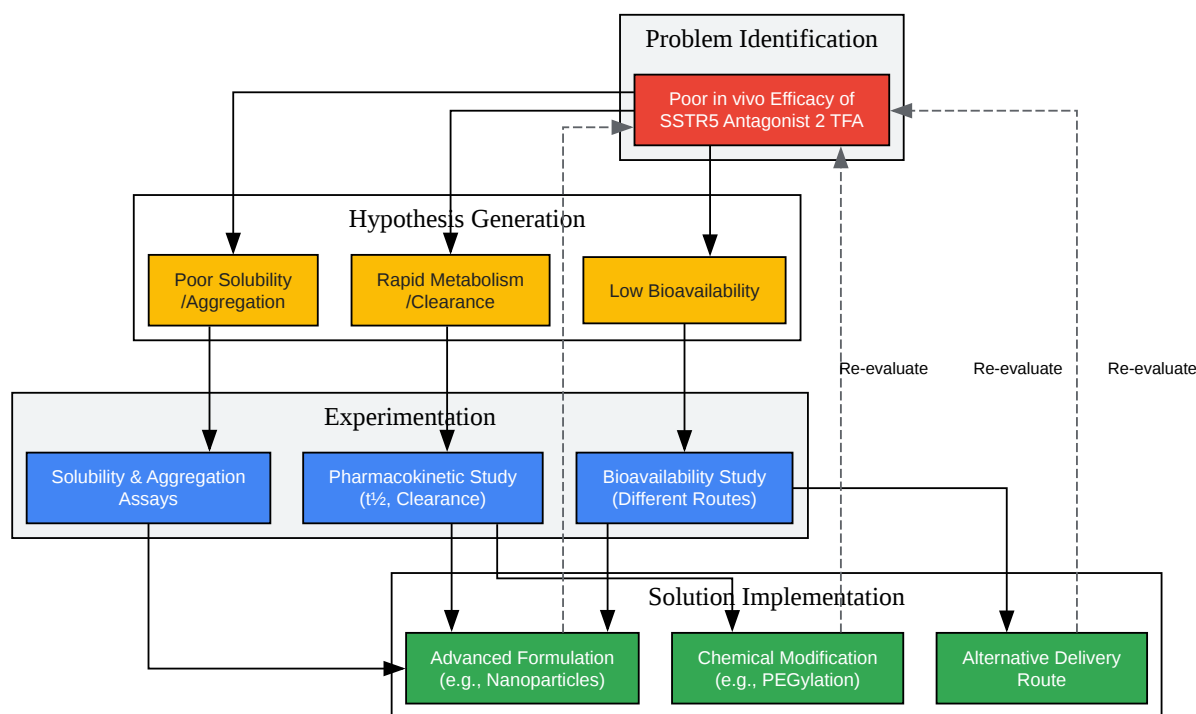 Problem Identification
Poor in vivo Efficacy of
SSTR5 Antagonist 2 TFA
Hypothesis Generation
Poor Solubility
/Aggregation
Rapid Metabolism
/Clearance
Low Bioavailability
Re-evaluate
Re-evaluate
Re-evaluate
Experimentation
Solubility & Aggregation
Assays
Pharmacokinetic Study
(t½, Clearance)
Bioavailability Study
(Different Routes)
Solution Implementation
Advanced Formulation
(e.g., Nanoparticles)
Chemical Modification
(e.g., PEGylation)
Alternative Delivery
Route